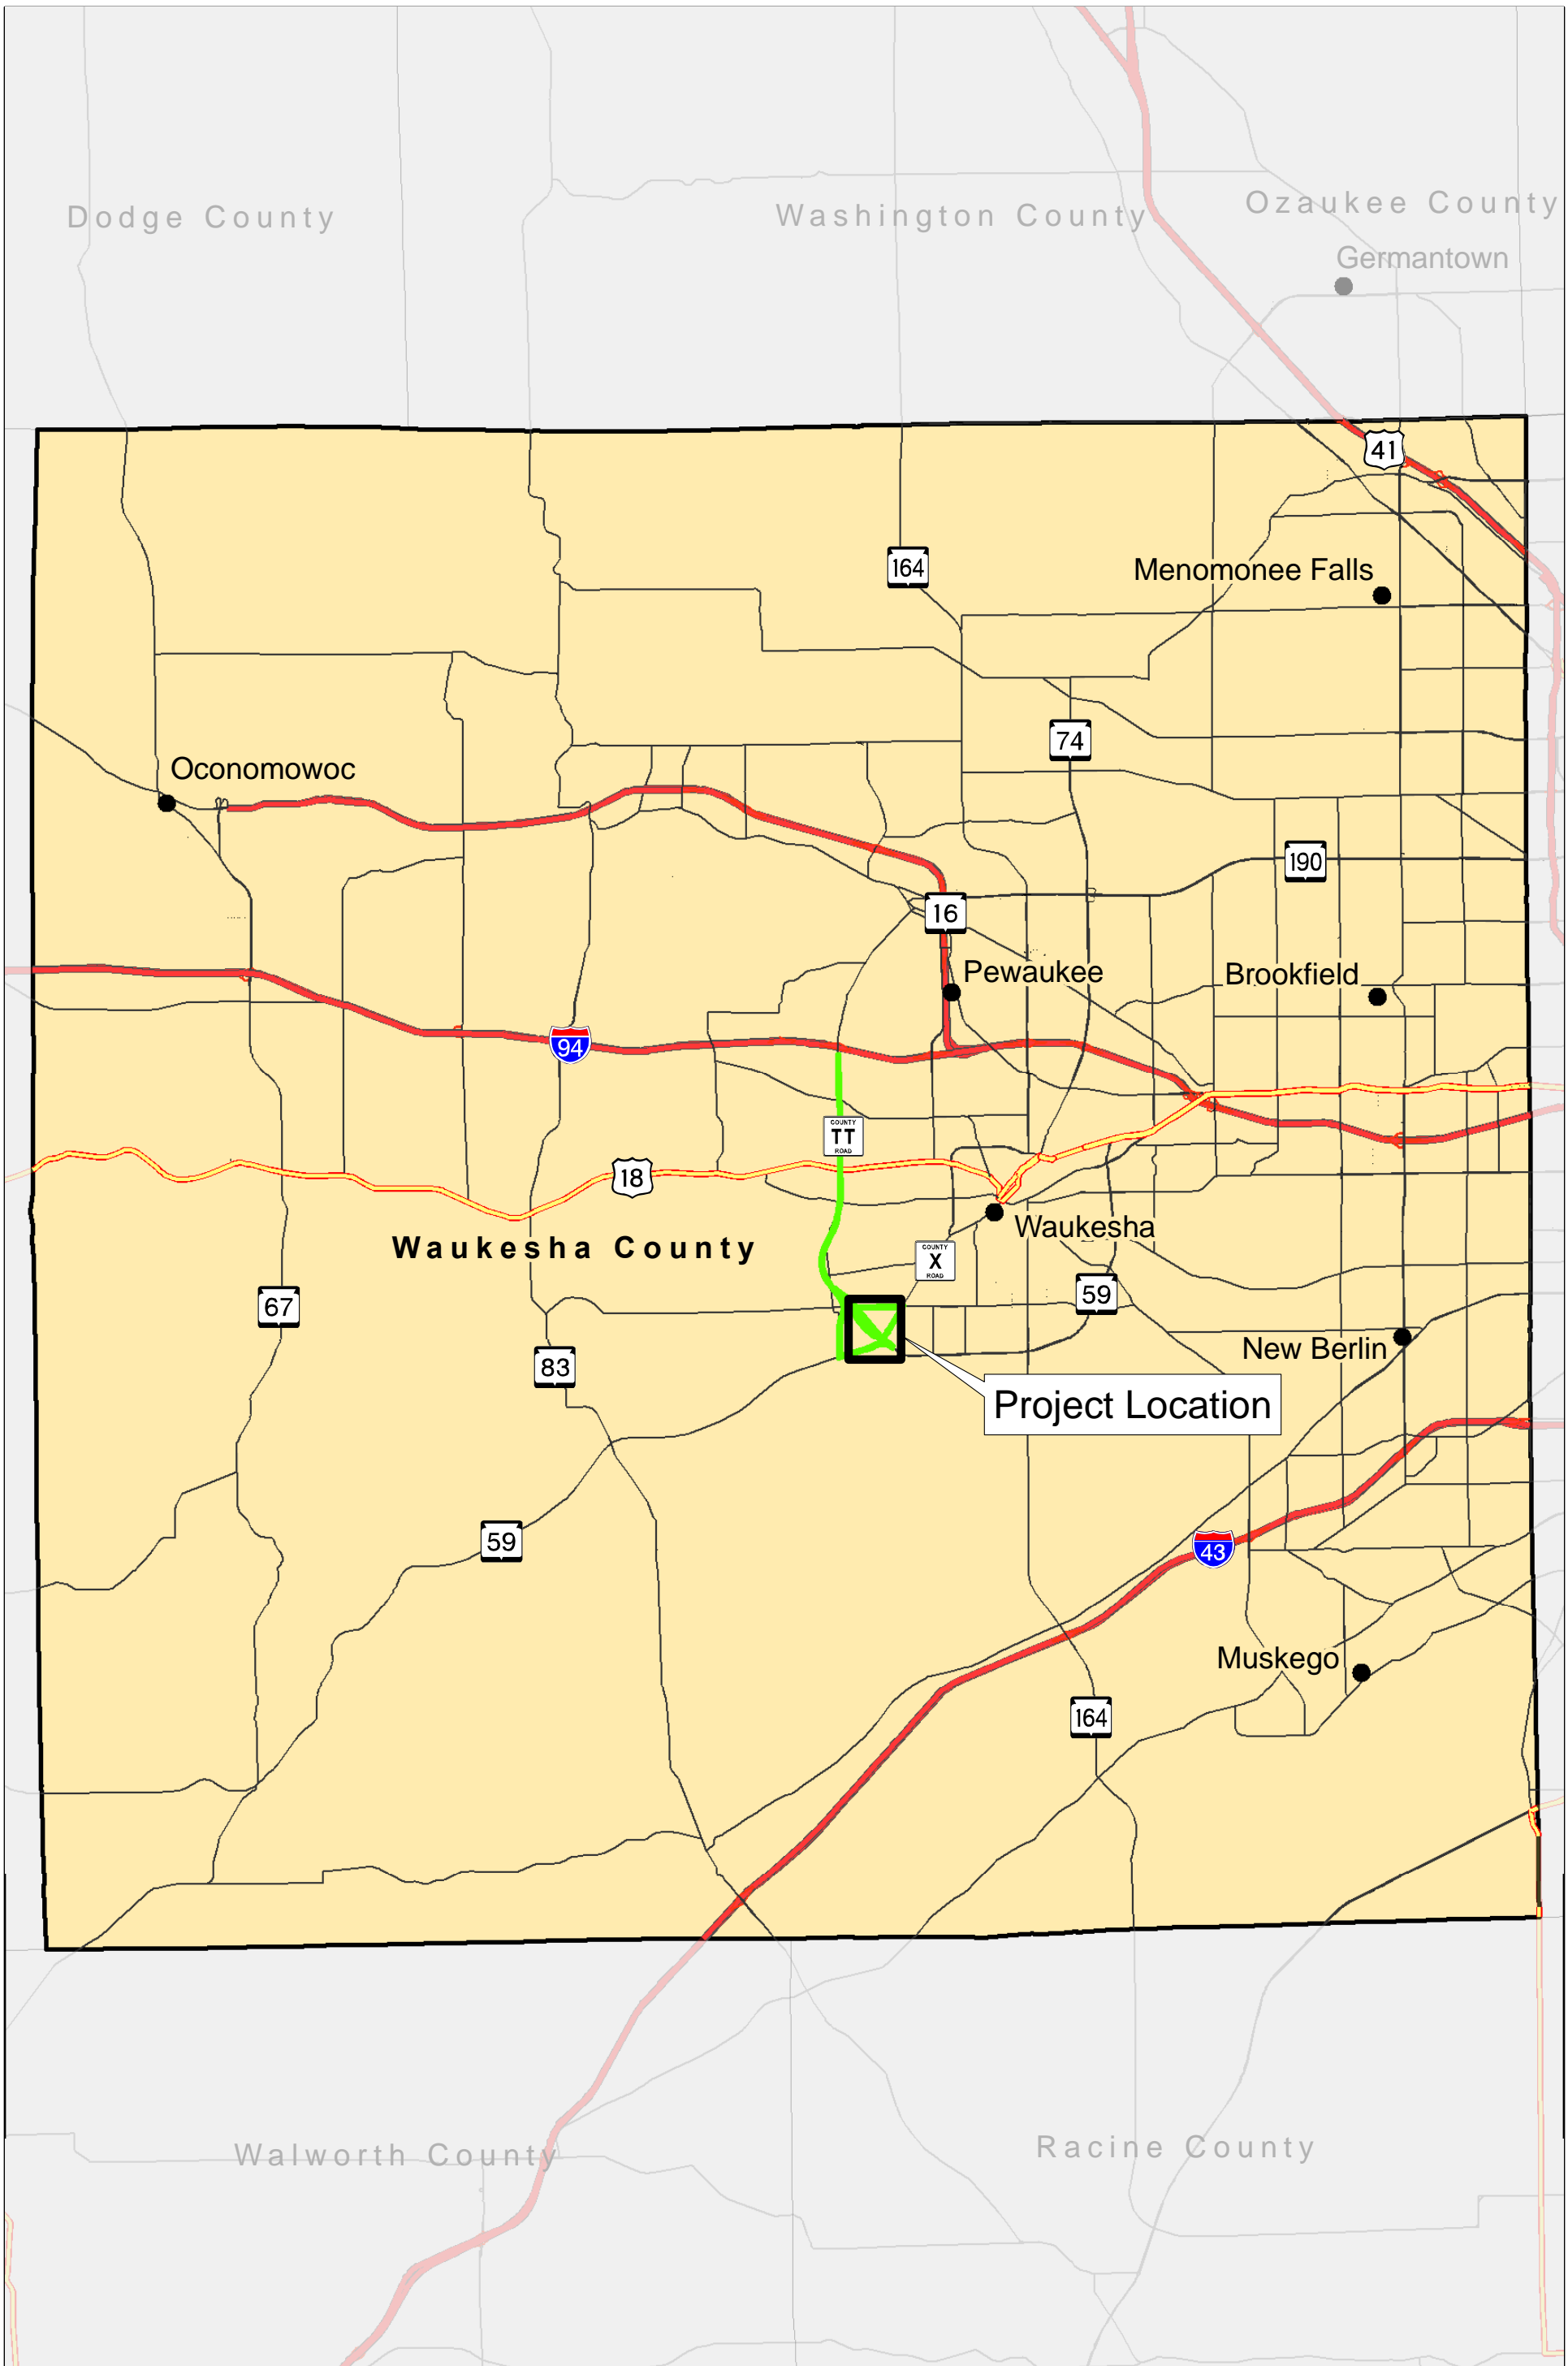 Dodge County
Washington County
Ozaukee County
Germantown
41
164
Menomonee Falls
74
Oconomowoc
190
16
Pewaukee
Brookfield
94
COUNTY
TT
ROAD
18
Waukesha
Waukesha County
COUNTY
X
ROAD
67
59
83
New Berlin
Project Location
59
43
Muskego
164
Walworth County
Racine County